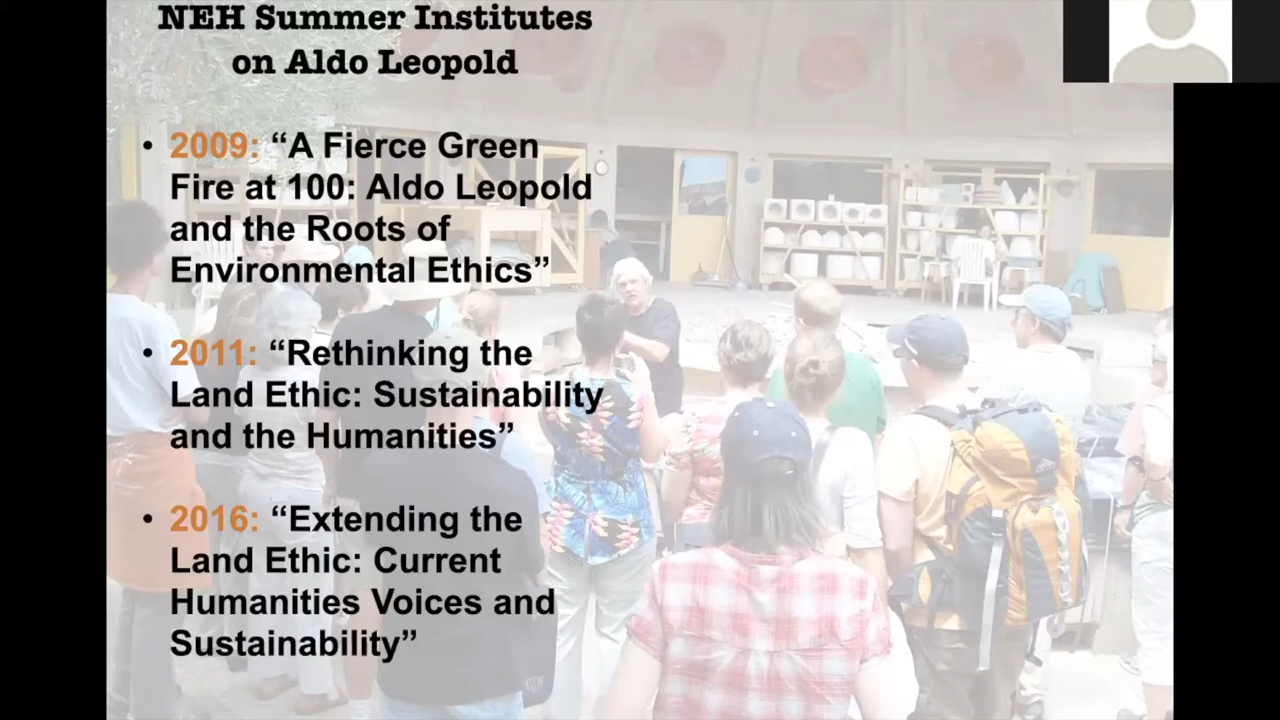 NEH Summer Institutes
on Aldo Leopold
• 2009: “A Fierce Green
Fire at 100: Aldo Leopold
and the Roots of
Environmental Ethics”
• 2011: “Rethinking the
Land Ethic: Sustainability
and the Humanities”
• 2016: “Extending the
Land Ethic: Current
Humanities Voices and
Sustainability”